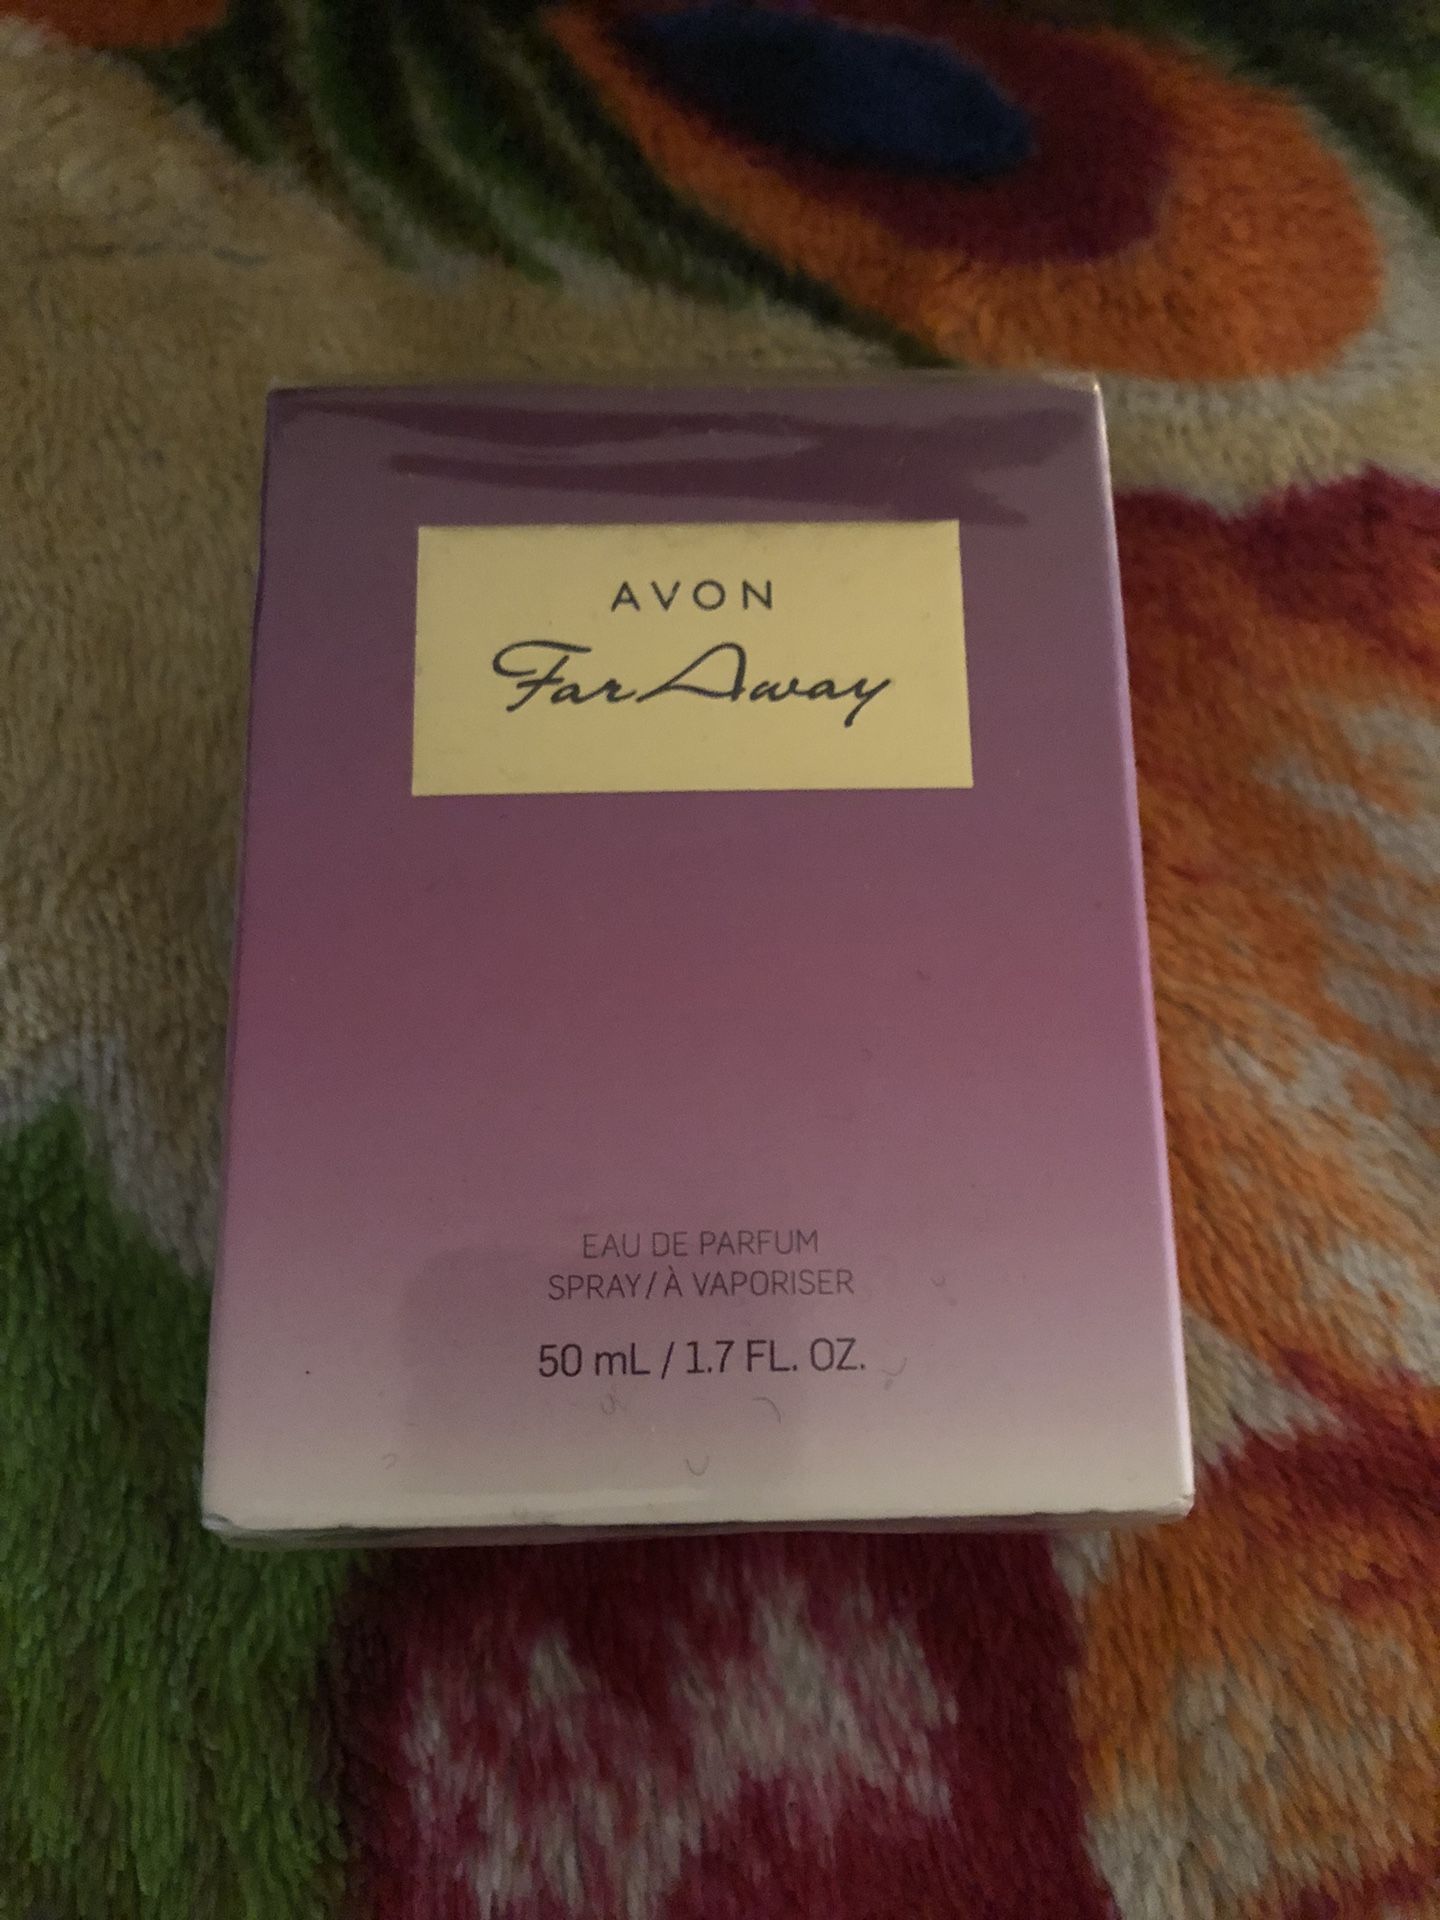 AVON
Far Away
EAU DE PARFUM
SPRAY/À VAPORISER
50 mL / 1.7 FL. OZ.